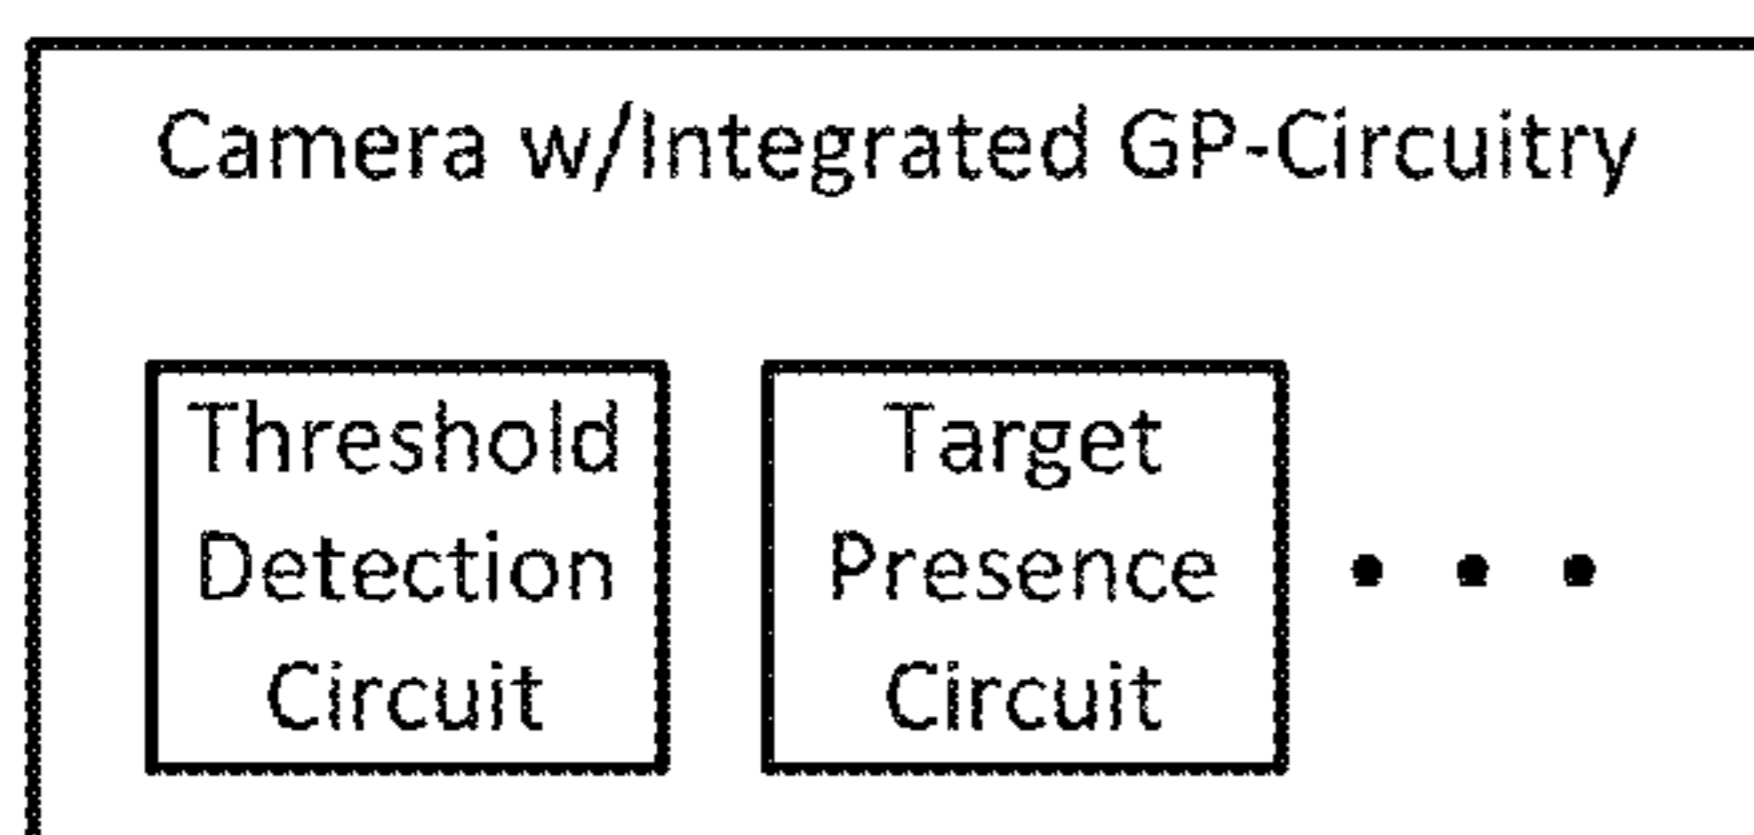 Camera w/Integrated GP-Circuitry
Threshold
Detection
Circuit
Target
Presence
Circuit
• • •